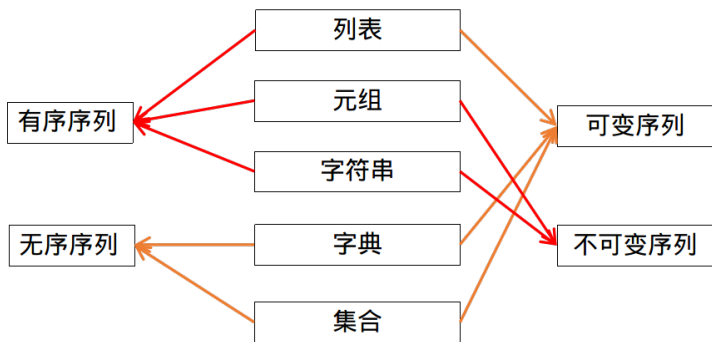 列表
元组
有序序列
可变序列
字符串
无序序列
字典
不可变序列
集合